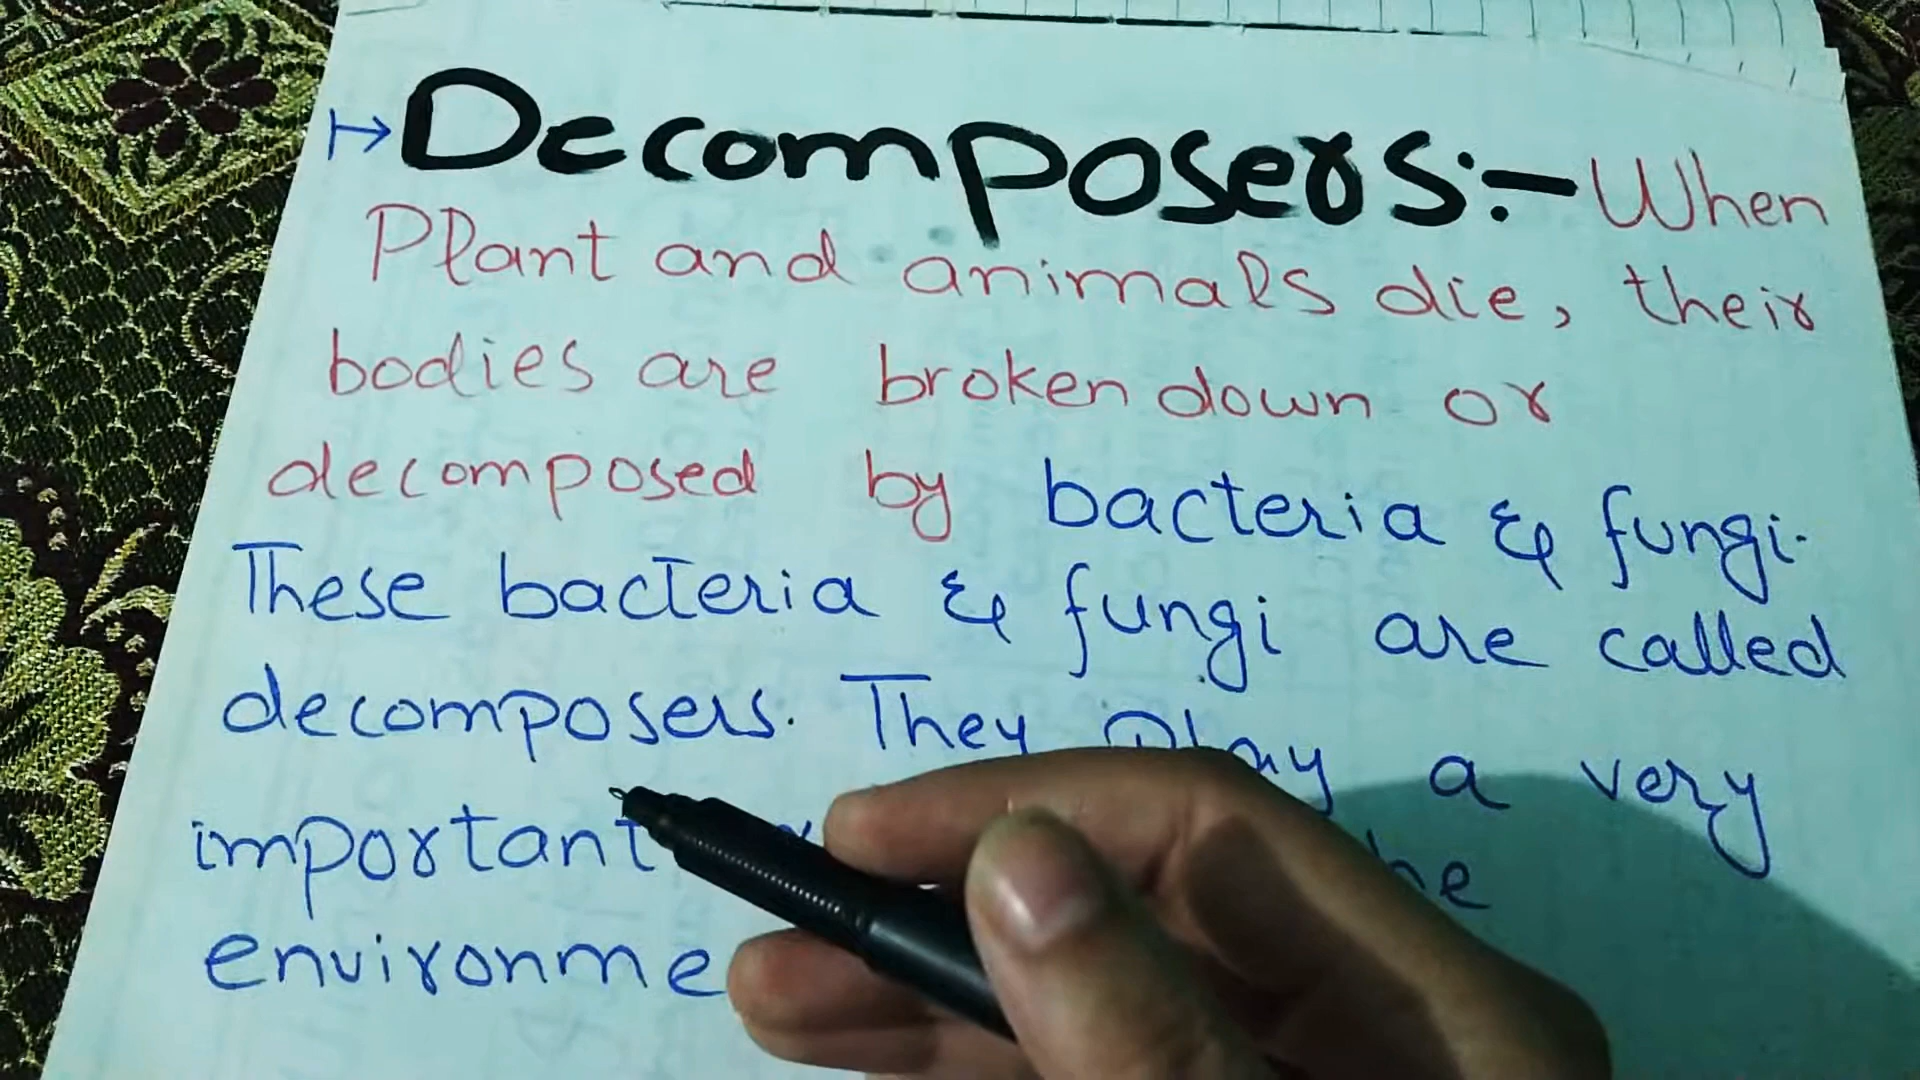 ↦ Decomposers:- When
Plant and animals die, their
bodies are broken down or
decomposed by bacteria & fungi.
These bacteria & fungi are called
decomposers. They play a very
important
environme